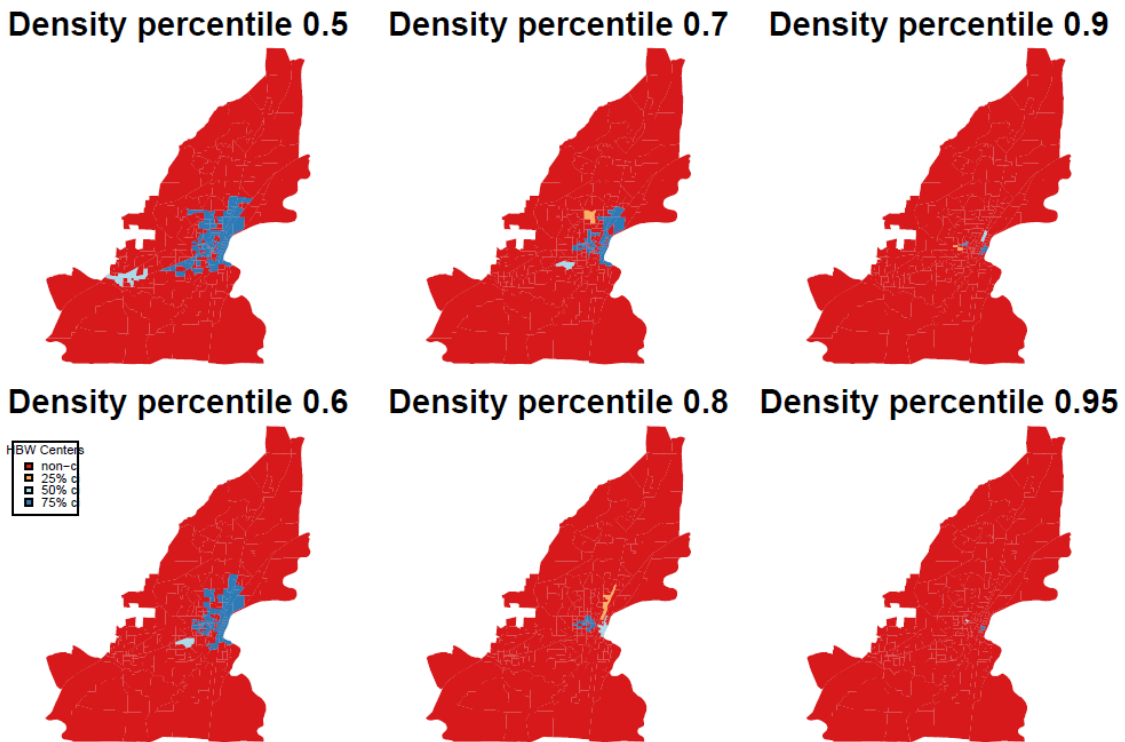 Density percentile 0.5
Density percentile 0.7
Density percentile 0.9
Density percentile 0.6
Density percentile 0.8
Density percentile 0.95
HBW Centers
non-c
25% c
50% c
75% c